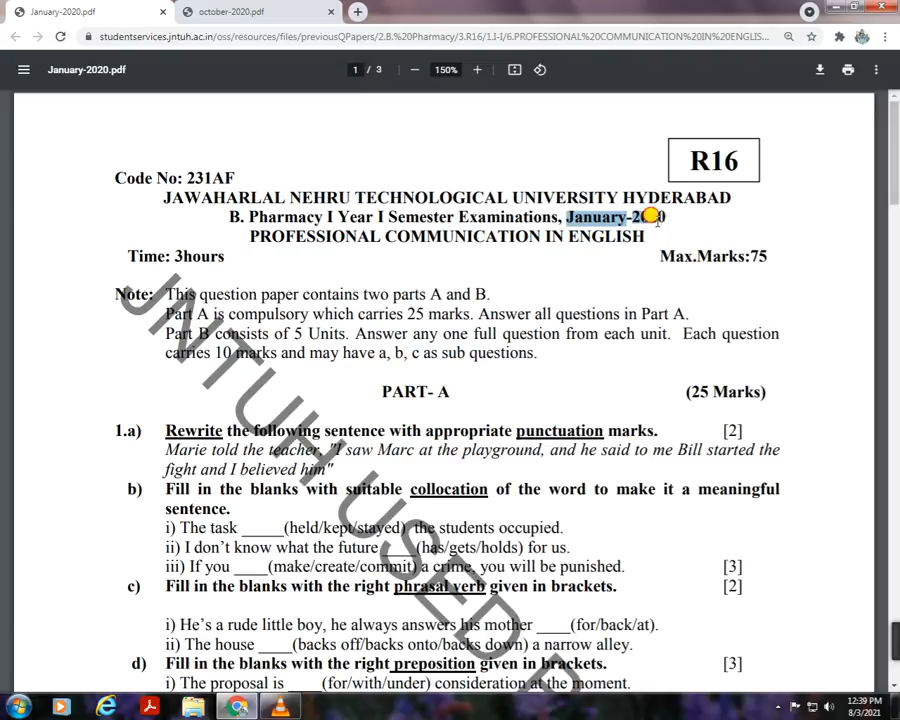 January-2020.pdf
october-2020.pdf
studentservices.jntuh.ac.in/oss/resources/files/previousQPapers/2.B.%20Pharmacy/3.R16/1.I-I/6.PROFESSIONAL%20COMMUNICATION%20IN%20ENGLIS...
January-2020.pdf
1 / 3
150%
R16
Code No: 231AF
JAWAHARLAL NEHRU TECHNOLOGICAL UNIVERSITY HYDERABAD
B. Pharmacy I Year I Semester Examinations, January-2020
PROFESSIONAL COMMUNICATION IN ENGLISH
Time: 3hours Max.Marks:75
Note: This question paper contains two parts A and B.
Part A is compulsory which carries 25 marks. Answer all questions in Part A.
Part B consists of 5 Units. Answer any one full question from each unit. Each question
carries 10 marks and may have a, b, c as sub questions.
PART- A (25 Marks)
1.a) Rewrite the following sentence with appropriate punctuation marks. [2]
Marie told the teacher, "I saw Marc at the playground, and he said to me Bill started the
fight and I believed him"
b) Fill in the blanks with suitable collocation of the word to make it a meaningful
sentence.
i) The task _____(held/kept/stayed) the students occupied.
ii) I don't know what the future ____(has/gets/holds) for us.
iii) If you ____(make/create/commit) a crime, you will be punished. [3]
c) Fill in the blanks with the right phrasal verb given in brackets. [2]
i) He's a rude little boy, he always answers his mother ____(for/back/at).
ii) The house ____(backs off/backs onto/backs down) a narrow alley.
d) Fill in the blanks with the right preposition given in brackets. [3]
i) The proposal is ____ (for/with/under) consideration at the moment.
JNTUH USED P
12:39 PM
8/3/2021